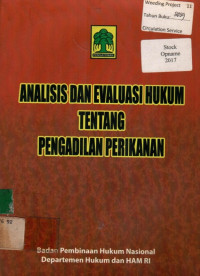 Weeding Project
Tahun Buku:
Circulation Service
Stock
Opname
2017
ANALISIS DAN EVALUASI HUKUM
TENTANG
PENGADILAN PERIKANAN
Badan Pembinaan Hukum Nasional
Departemen Hukum dan HAM RI